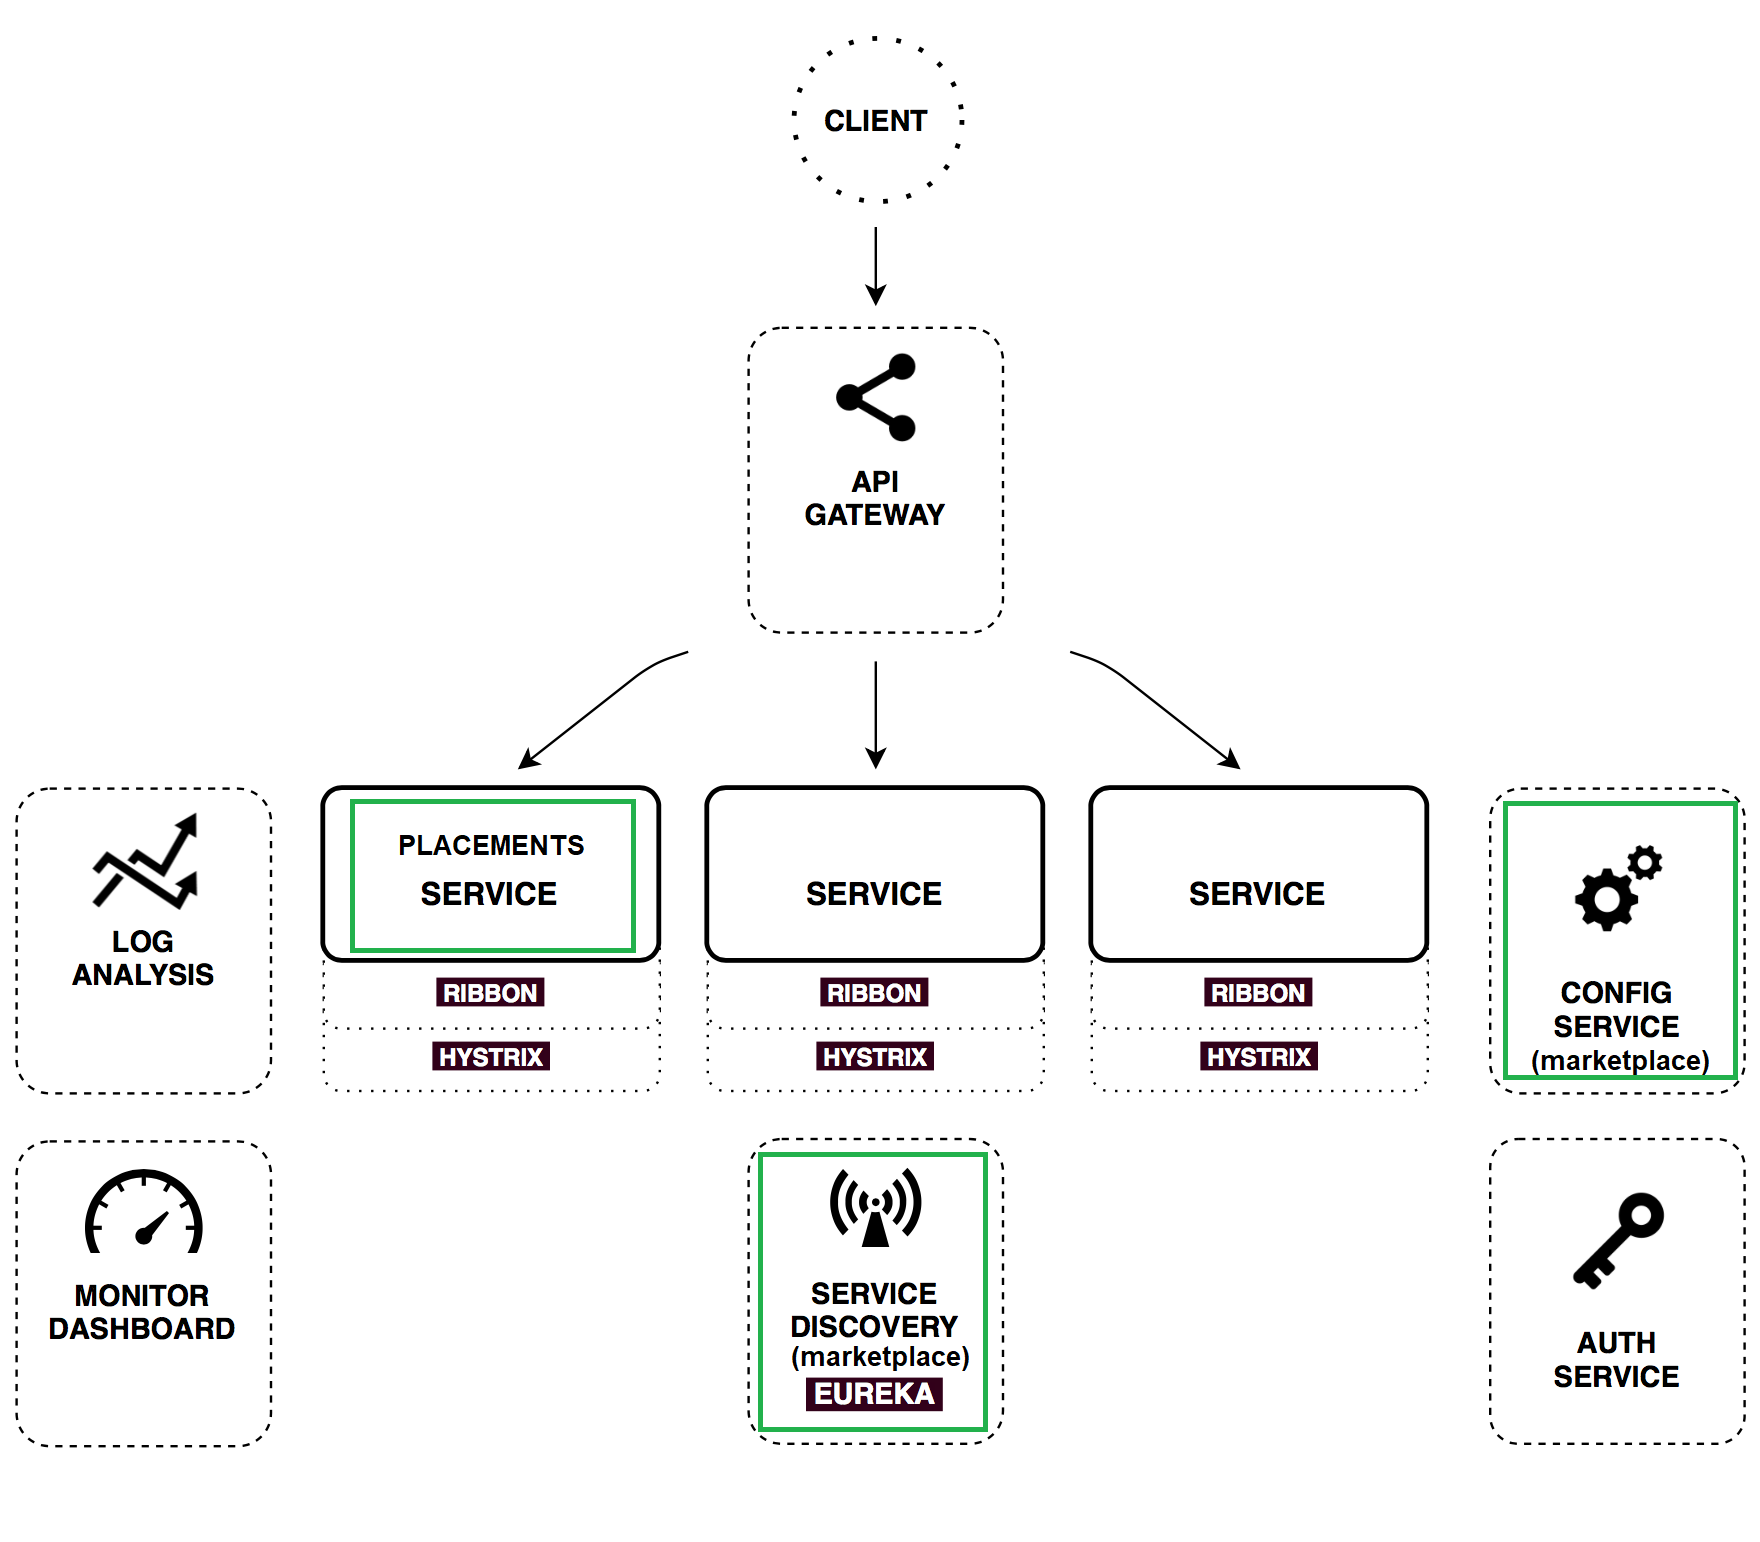 CLIENT
API
GATEWAY
LOG
ANALYSIS
PLACEMENTS
SERVICE
RIBBON
HYSTRIX
SERVICE
RIBBON
HYSTRIX
SERVICE
RIBBON
HYSTRIX
CONFIG
SERVICE
(marketplace)
MONITOR
DASHBOARD
SERVICE
DISCOVERY
(marketplace)
EUREKA
AUTH
SERVICE